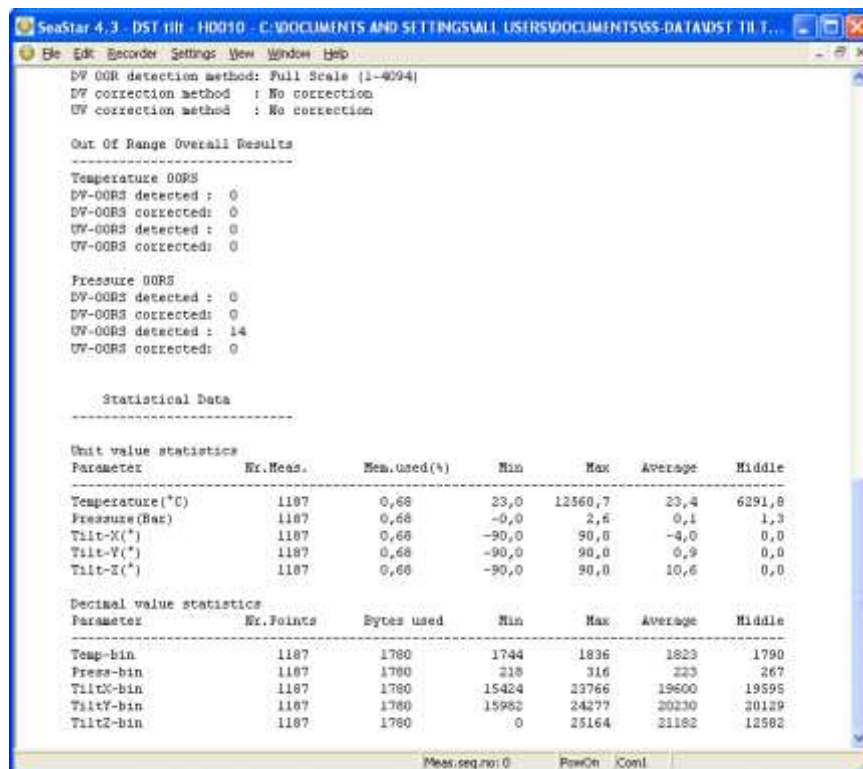 SeaStar 4.3 - DST tilt - H0010 - C:\DOCUMENTS AND SETTINGS\ALL USERS\DOCUMENTS\SS-DATA\DST TILT...
File Edit Recorder Settings View Window Help
DV OOR detection method: Full Scale (1-4094)
DV correction method : No correction
UV correction method : No correction
Out Of Range Overall Results
----------------------------
Temperature OORS
DV-OORS detected : 0
DV-OORS corrected: 0
UV-OORS detected : 0
UV-OORS corrected: 0
Pressure OORS
DV-OORS detected : 0
DV-OORS corrected: 0
UV-OORS detected : 14
UV-OORS corrected: 0
Statistical Data
----------------------------
Unit value statistics
Parameter Nr.Meas. Mem.used(%) Min Max Average Middle
Temperature(°C) 1187 0,68 23,0 12560,7 23,4 6291,8
Pressure(Bar) 1187 0,68 -0,0 2,6 0,1 1,3
Tilt-X(°) 1187 0,68 -90,0 90,0 -4,0 0,0
Tilt-Y(°) 1187 0,68 -90,0 90,0 0,9 0,0
Tilt-Z(°) 1187 0,68 -90,0 90,0 10,6 0,0
Decimal value statistics
Parameter Nr.Points Bytes used Min Max Average Middle
Temp-bin 1187 1780 1744 1836 1823 1790
Press-bin 1187 1780 218 316 223 267
TiltX-bin 1187 1780 15424 23766 19600 19595
TiltY-bin 1187 1780 15982 24277 20230 20129
TiltZ-bin 1187 1780 0 25164 21182 12582
Meas.seq.no: 0 PowOn Com1